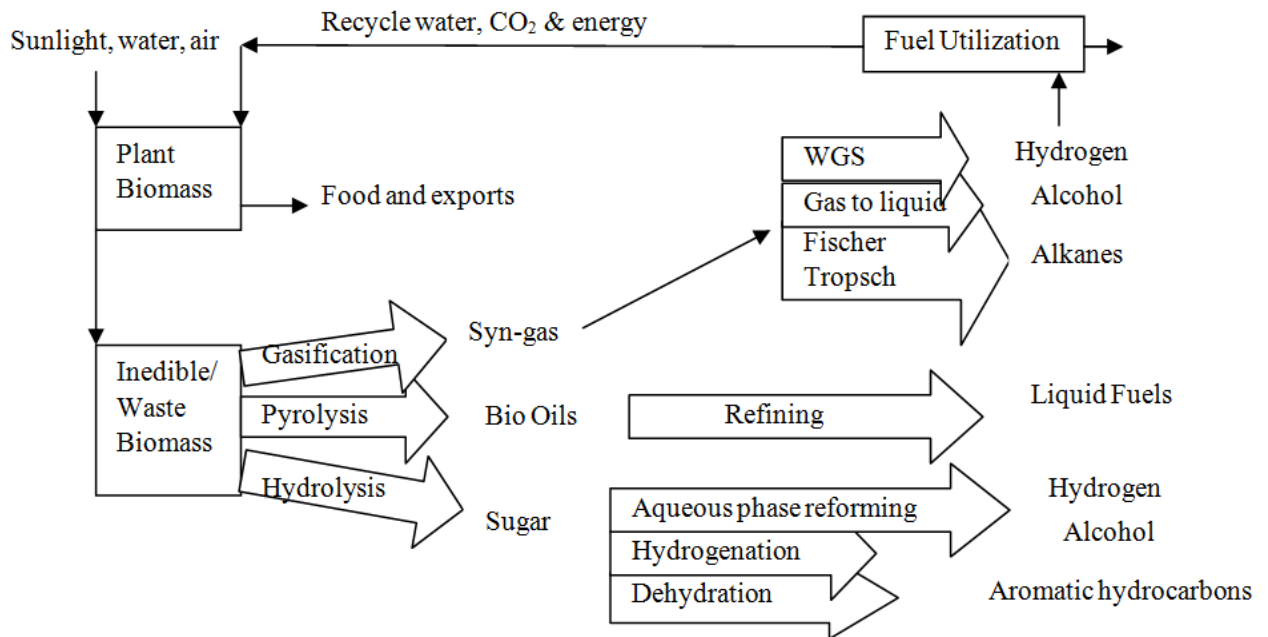 Recycle water, CO₂ & energy
Sunlight, water, air
Fuel Utilization
Plant
Biomass
Food and exports
WGS
Hydrogen
Gas to liquid
Alcohol
Fischer
Tropsch
Alkanes
Syn-gas
Inedible/
Waste
Biomass
Gasification
Pyrolysis
Bio Oils
Refining
Liquid Fuels
Hydrolysis
Sugar
Aqueous phase reforming
Hydrogen
Alcohol
Hydrogenation
Dehydration
Aromatic hydrocarbons